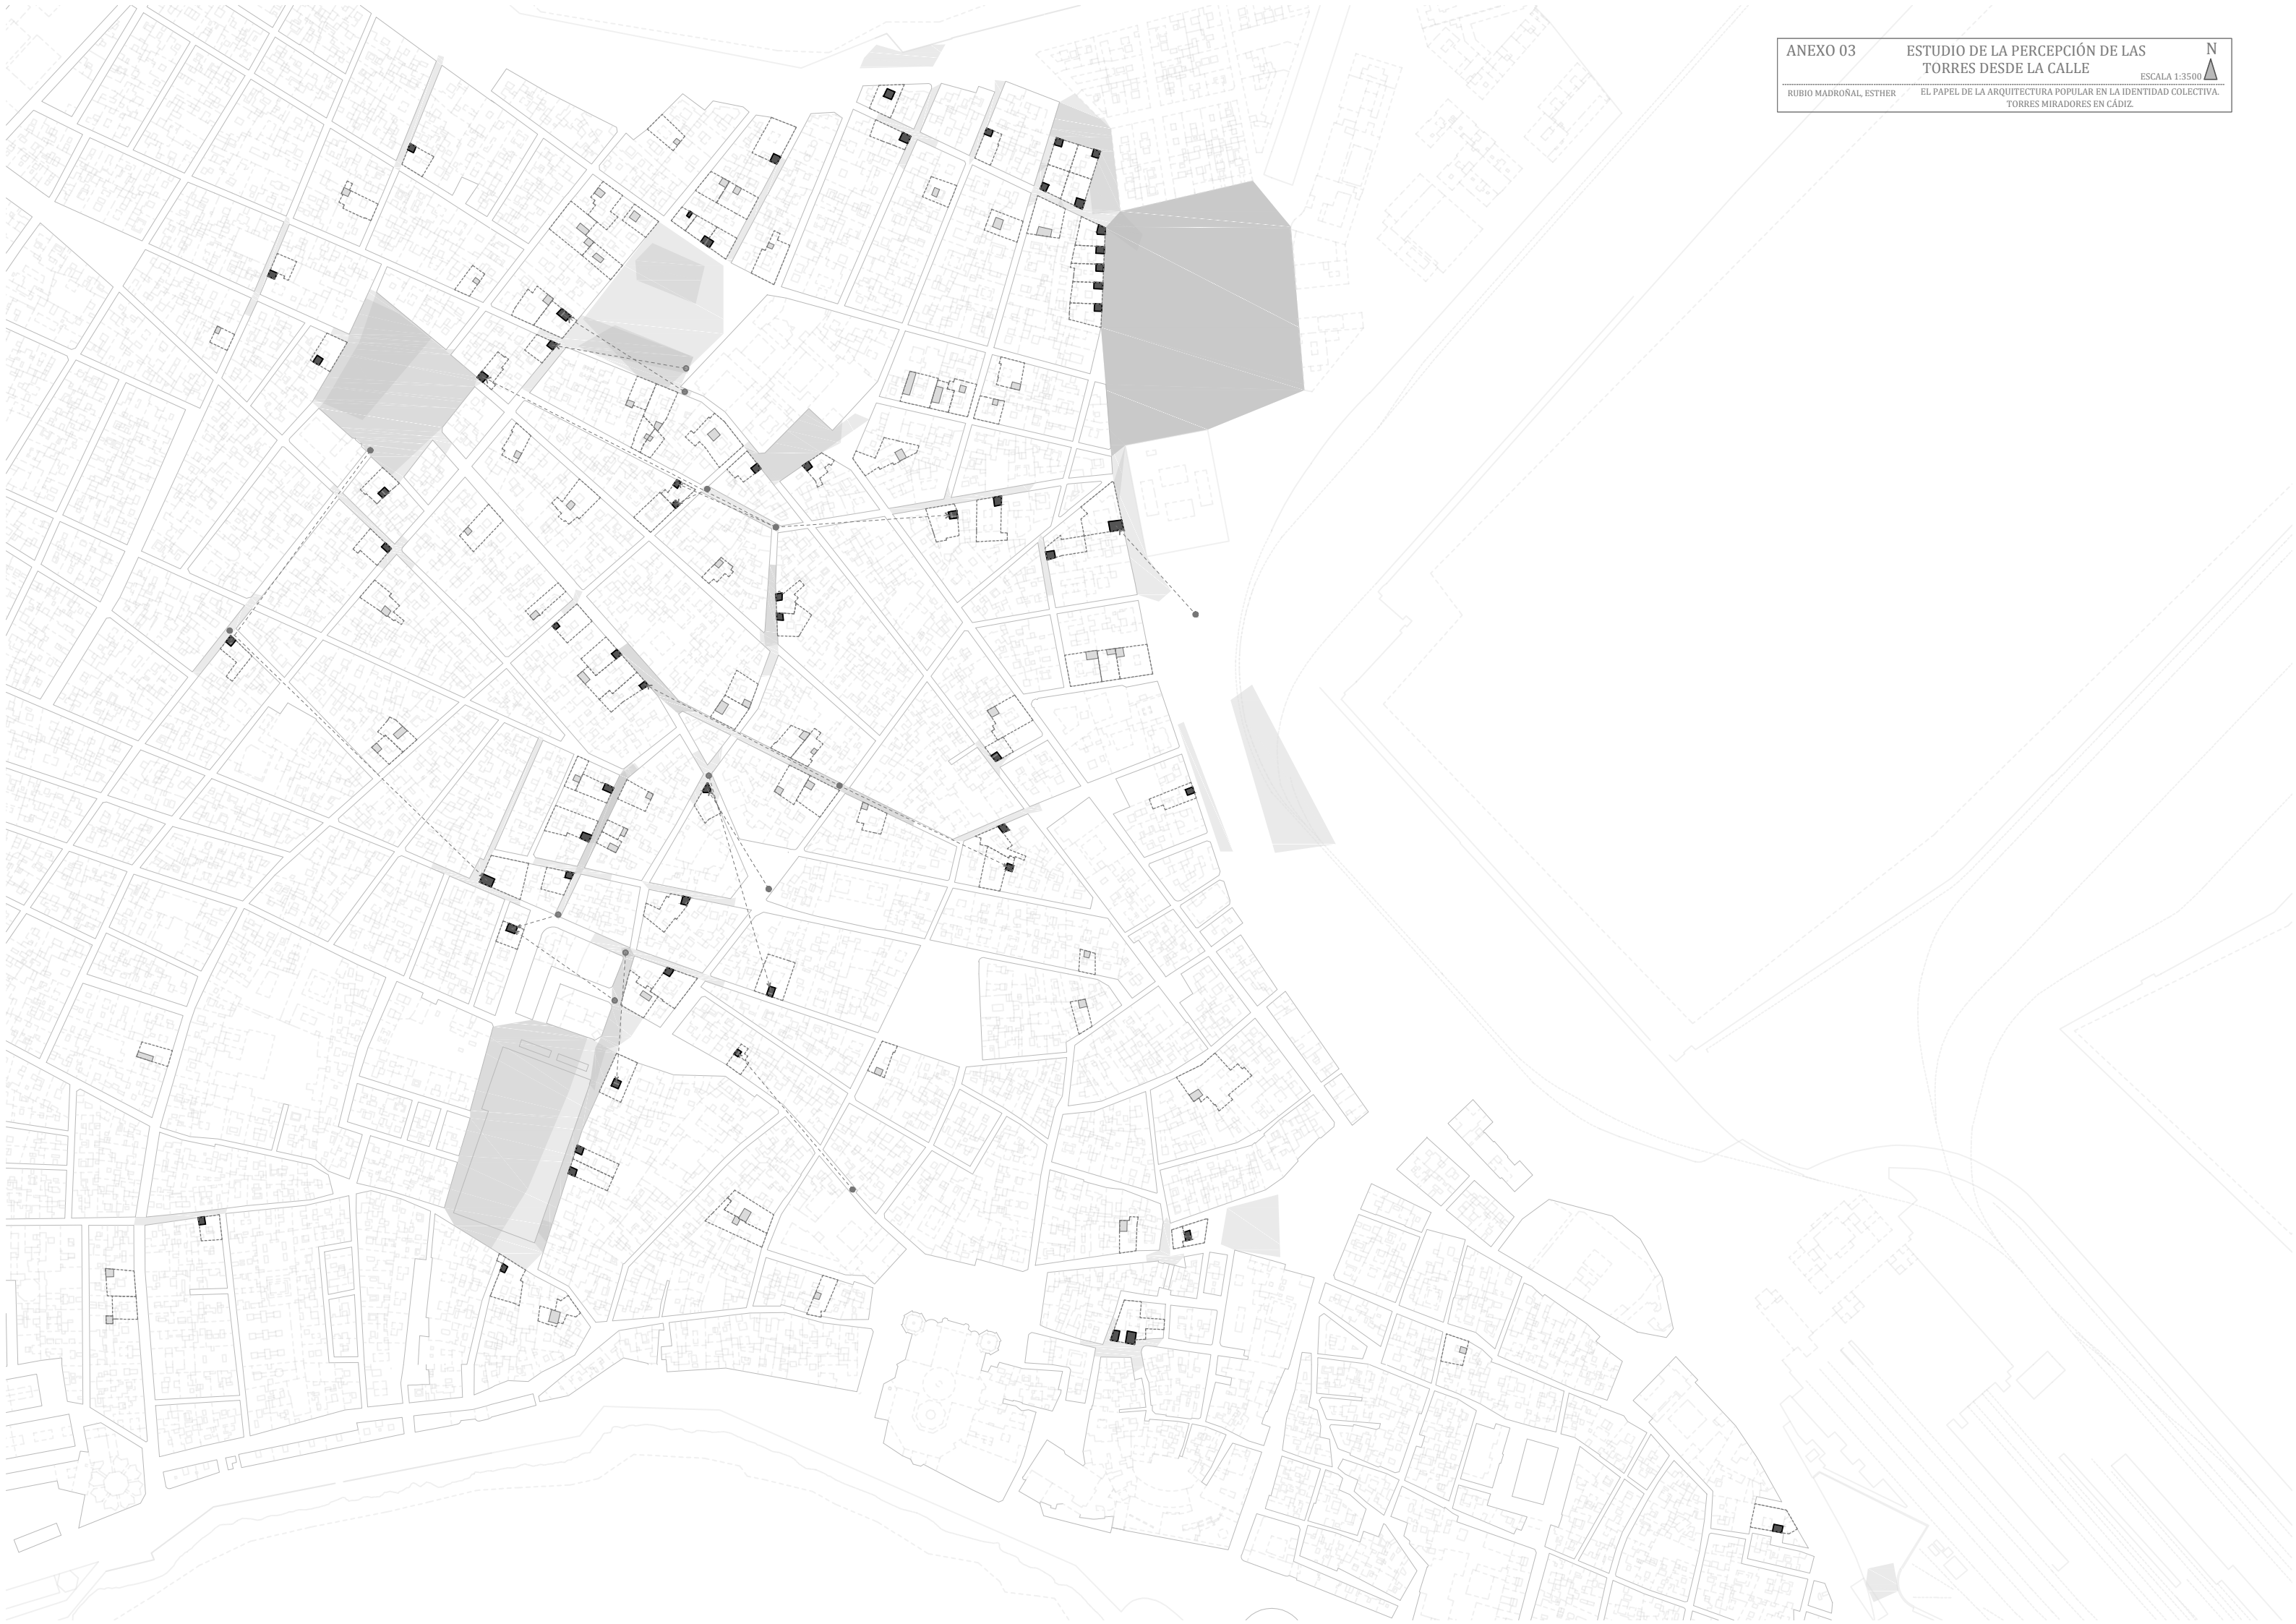 ANEXO 03
ESTUDIO DE LA PERCEPCIÓN DE LAS
TORRES DESDE LA CALLE
N
ESCALA 1:3500
RUBIO MADROÑAL, ESTHER
EL PAPEL DE LA ARQUITECTURA POPULAR EN LA IDENTIDAD COLECTIVA.
TORRES MIRADORES EN CÁDIZ.